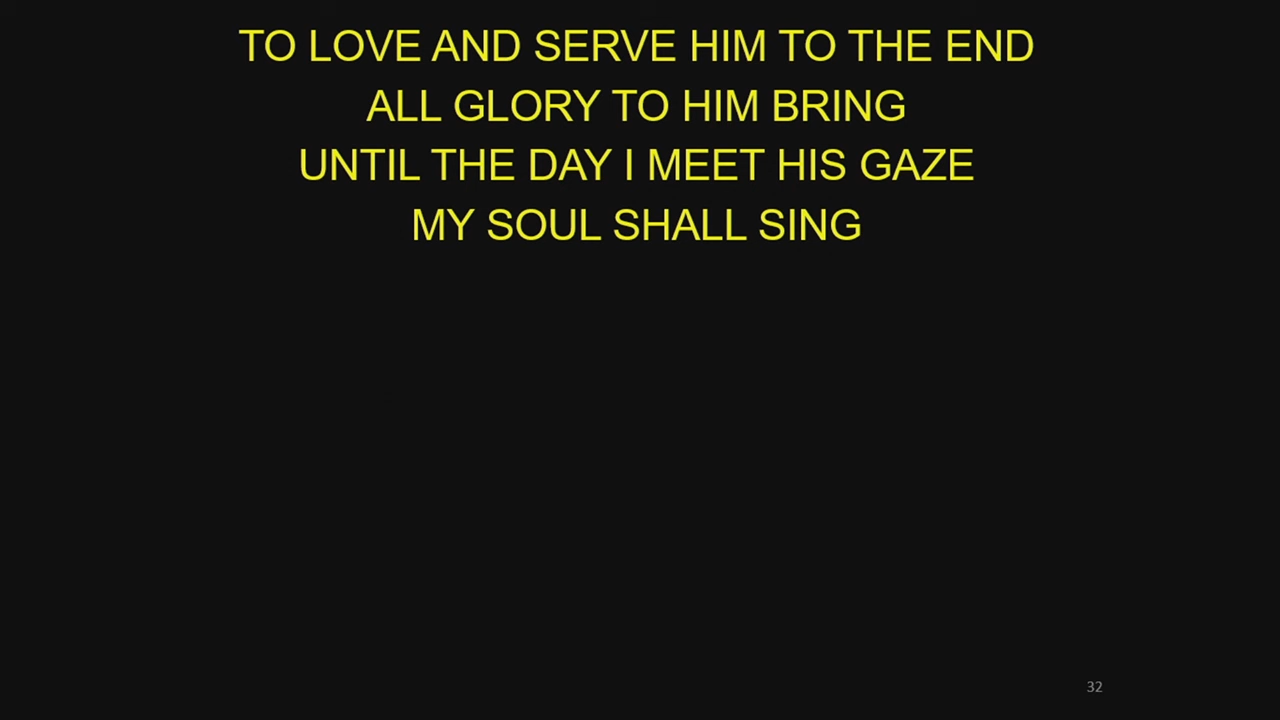 TO LOVE AND SERVE HIM TO THE END
ALL GLORY TO HIM BRING
UNTIL THE DAY I MEET HIS GAZE
MY SOUL SHALL SING
32